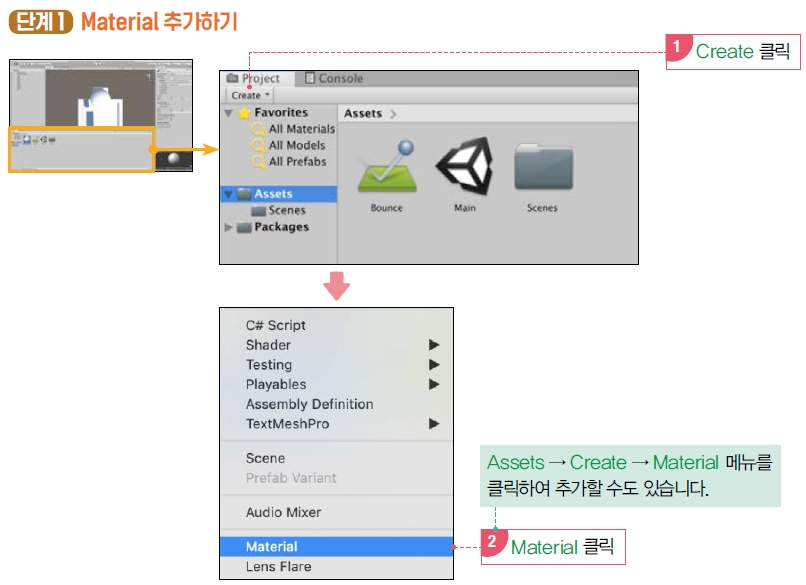 단계 1 Material 추가하기
1 Create 클릭
Project Console
Create
Favorites
All Materials
All Models
All Prefabs
Assets
Scenes
Packages
Assets >
Bounce Main Scenes
C# Script
Shader
Testing
Playables
Assembly Definition
TextMeshPro
Scene
Prefab Variant
Audio Mixer
Material
Lens Flare
Assets → Create → Material 메뉴를
클릭하여 추가할 수도 있습니다.
2 Material 클릭